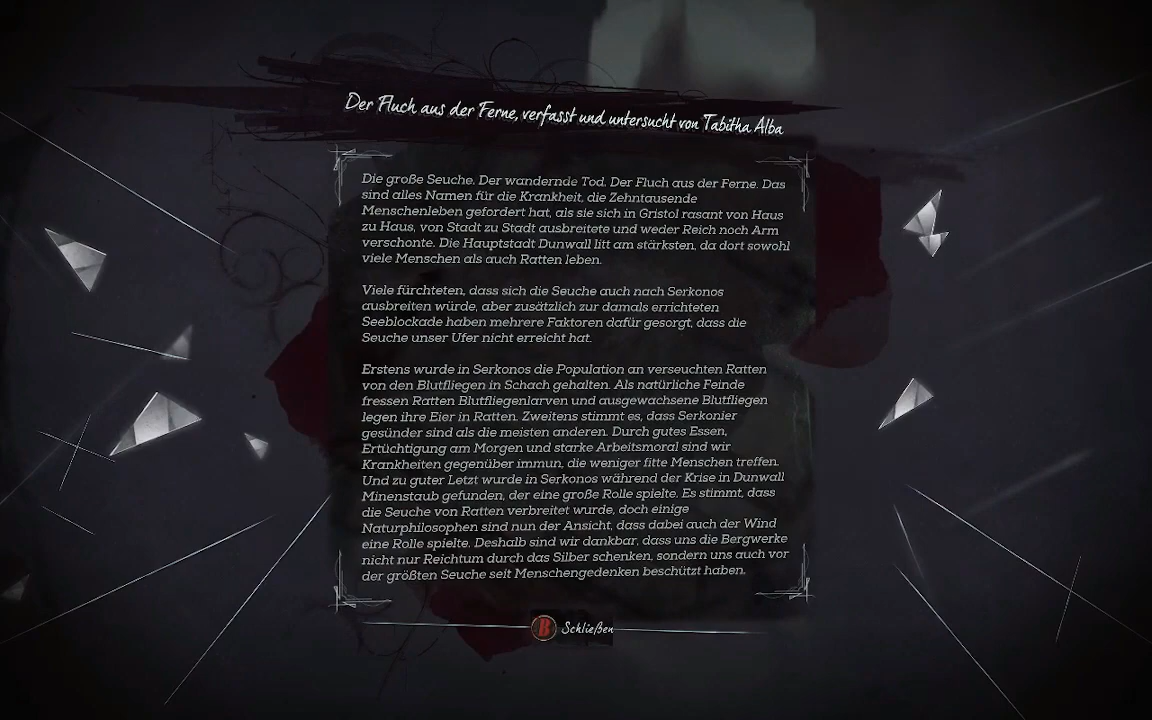 Der Fluch aus der Ferne, verfasst und untersucht von Tabitha Alba
Die große Seuche. Der wandernde Tod. Der Fluch aus der Ferne. Das
sind alles Namen für die Krankheit, die Zehntausende
Menschenleben gefordert hat, als sie sich in Gristol rasant von Haus
zu Haus, von Stadt zu Stadt ausbreitete und weder Reich noch Arm
verschonte. Die Hauptstadt Dunwall litt am stärksten, da dort sowohl
viele Menschen als auch Ratten leben.
Viele fürchteten, dass sich die Seuche auch nach Serkonos
ausbreiten würde, aber zusätzlich zur damals errichteten
Seeblockade haben mehrere Faktoren dafür gesorgt, dass die
Seuche unser Ufer nicht erreicht hat.
Erstens wurde in Serkonos die Population an verseuchten Ratten
von den Blutfliegen in Schach gehalten. Als natürliche Feinde
fressen Ratten Blutfliegenlarven und ausgewachsene Blutfliegen
legen ihre Eier in Ratten. Zweitens stimmt es, dass Serkonier
gesünder sind als die meisten anderen. Durch gutes Essen,
Ertüchtigung am Morgen und starke Arbeitsmoral sind wir
Krankheiten gegenüber immun, die weniger fitte Menschen treffen.
Und zu guter Letzt wurde in Serkonos während der Krise in Dunwall
Minenstaub gefunden, der eine große Rolle spielte. Es stimmt, dass
die Seuche von Ratten verbreitet wurde, doch einige
Naturphilosophen sind nun der Ansicht, dass dabei auch der Wind
eine Rolle spielte. Deshalb sind wir dankbar, dass uns die Bergwerke
nicht nur Reichtum durch das Silber schenken, sondern uns auch vor
der größten Seuche seit Menschengedenken beschützt haben.
B Schließen